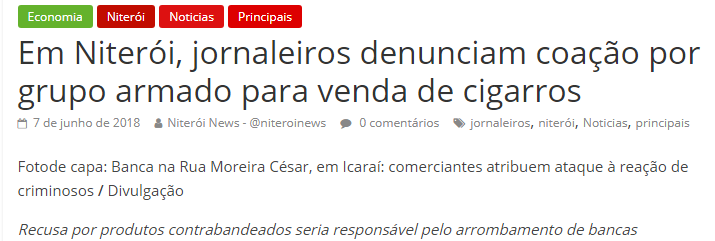 Economia Niterói Noticias Principais
Em Niterói, jornaleiros denunciam coação por
grupo armado para venda de cigarros
7 de junho de 2018 Niterói News - @niteroinews 0 comentários jornaleiros, niterói, Noticias, principais
Fotode capa: Banca na Rua Moreira César, em Icaraí: comerciantes atribuem ataque à reação de
criminosos / Divulgação
Recusa por produtos contrabandeados seria responsável pelo arrombamento de bancas